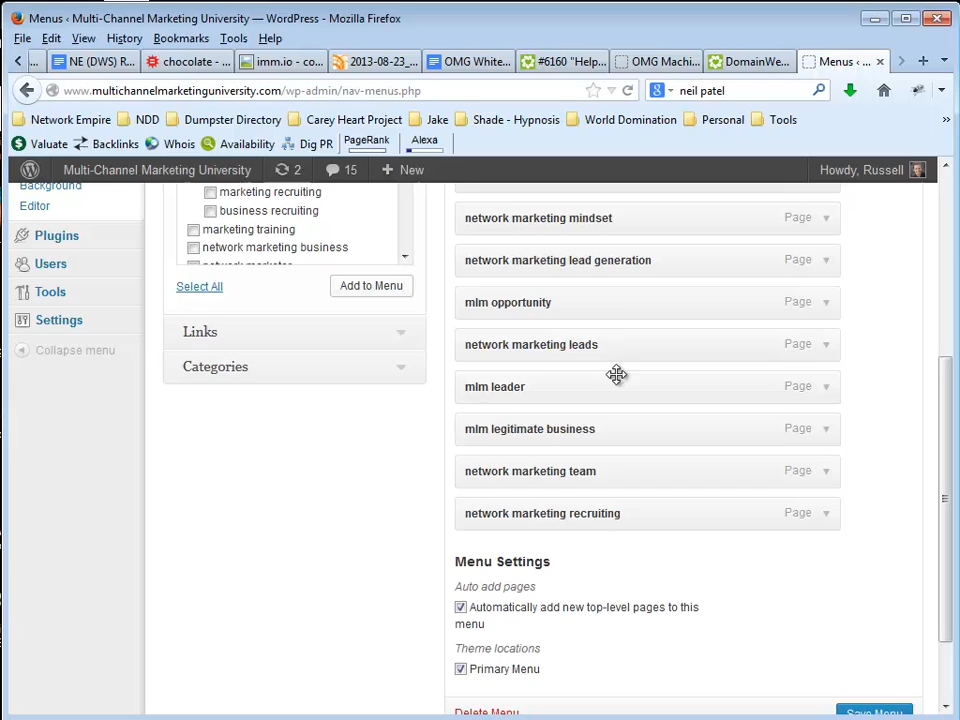 Menus ‹ Multi-Channel Marketing University — WordPress - Mozilla Firefox
File Edit View History Bookmarks Tools Help
... NE (DWS) R... chocolate - ... imm.io - co... 2013-08-23_... OMG White... #6160 "Help... OMG Machi... DomainWe... Menus ‹ ...
www.multichannelmarketinguniversity.com/wp-admin/nav-menus.php
neil patel
Network Empire NDD Dumpster Directory Carey Heart Project Jake Shade - Hypnosis World Domination Personal Tools
Valuate Backlinks Whois Availability Dig PR PageRank Alexa
Multi-Channel Marketing University 2 15 New Howdy, Russell
Background
Editor
Plugins
Users
Tools
Settings
Collapse menu
marketing recruiting
business recruiting
marketing training
network marketing business
network marketer
Select All
Add to Menu
Links
Categories
network marketing mindset Page
network marketing lead generation Page
mlm opportunity Page
network marketing leads Page
mlm leader Page
mlm legitimate business Page
network marketing team Page
network marketing recruiting Page
Menu Settings
Auto add pages
Automatically add new top-level pages to this
menu
Theme locations
Primary Menu
Delete Menu
Save Menu